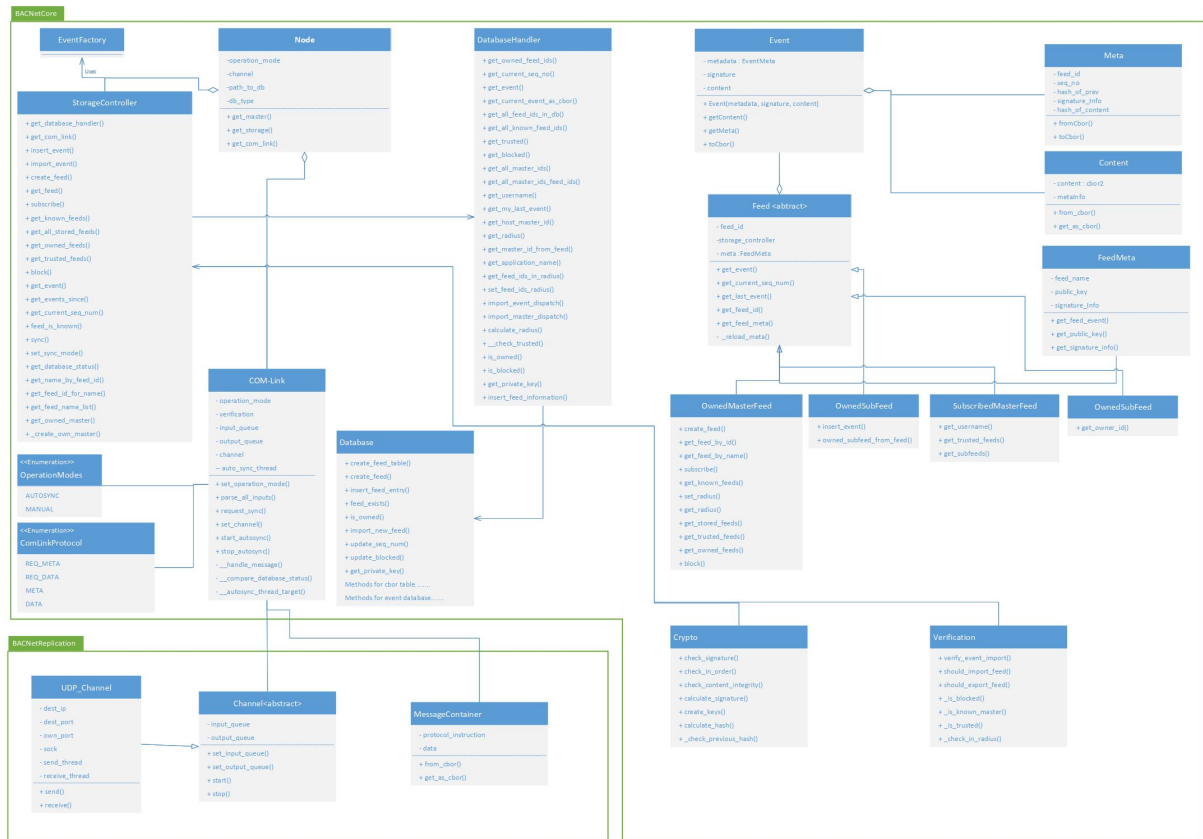 BACNetCore
EventFactory
Uses
StorageController
+ get_database_handler()
+ get_com_link()
+ insert_event()
+ import_event()
+ create_feed()
+ get_feed()
+ subscribe()
+ get_known_feeds()
+ get_all_stored_feeds()
+ get_owned_feeds()
+ get_trusted_feeds()
+ block()
+ get_event()
+ get_events_since()
+ get_current_seq_num()
+ feed_is_known()
+ sync()
+ set_sync_mode()
+ get_database_status()
+ get_name_by_feed_id()
+ get_feed_id_for_name()
+ get_feed_name_list()
+ get_owned_master()
+ _create_own_master()
<<Enumeration>>
OperationModes
AUTOSYNC
MANUAL
<<Enumeration>>
ComLinkProtocol
REQ_META
REQ_DATA
META
DATA
Node
-operation_mode
-channel
-path_to_db
-db_type
+ get_master()
+ get_storage()
+ get_com_link()
COM-Link
- operation_mode
- verification
- input_queue
- output_queue
- channel
– auto_sync_thread
+ set_operation_mode()
+ parse_all_inputs()
+ request_sync()
+ set_channel()
+ start_autosync()
+ stop_autosync()
- __handle_message()
- __compare_database_status()
- __autosync_thread_target()
DatabaseHandler
+ get_owned_feed_ids()
+ get_current_seq_no()
+ get_event()
+ get_current_event_as_cbor()
+ get_all_feed_ids_in_db()
+ get_all_known_feed_ids()
+ get_trusted()
+ get_blocked()
+ get_all_master_ids()
+ get_all_master_ids_feed_ids()
+ get_username()
+ get_my_last_event()
+ get_host_master_id()
+ get_radius()
+ get_master_id_from_feed()
+ get_application_name()
+ get_feed_ids_in_radius()
+ set_feed_ids_radius()
+ import_event_dispatch()
+ import_master_dispatch()
+ calculate_radius()
+ __check_trusted()
+ is_owned()
+ is_blocked()
+ get_private_key()
+ insert_feed_information()
Database
+ create_feed_table()
+ create_feed()
+ insert_feed_entry()
+ feed_exists()
+ is_owned()
+ import_new_feed()
+ update_seq_num()
+ update_blocked()
+ get_private_key()
Methods for cbor table........
Methods for event database.......
Event
- metadata : EventMeta
- signature
- content
+ Event(metadata, signature, content)
+ getContent()
+ getMeta()
+ toCbor()
Meta
- feed_id
- seq_no
- hash_of_prev
- signature_Info
- hash_of_content
+ fromCbor()
+ toCbor()
Content
- content : cbor2
- metaInfo
+ from_cbor()
+ get_as_cbor()
Feed <abtract>
- feed_id
-storage_controller
- meta :FeedMeta
+ get_event()
+ get_current_seq_num()
+ get_last_event()
+ get_feed_id()
+ get_feed_meta()
- _reload_meta()
FeedMeta
- feed_name
- public_key
- signature_Info
+ get_feed_event()
+ get_public_key()
+ get_signature_info()
OwnedMasterFeed
+ create_feed()
+ get_feed_by_id()
+ get_feed_by_name()
+ subscribe()
+ get_known_feeds()
+ set_radius()
+ get_radius()
+ get_stored_feeds()
+ get_trusted_feeds()
+ get_owned_feeds()
+ block()
OwnedSubFeed
+ insert_event()
+ owned_subfeed_from_feed()
SubscribedMasterFeed
+ get_username()
+ get_trusted_feeds()
+ get_subfeeds()
OwnedSubFeed
+ get_owner_id()
Crypto
+ check_signature()
+ check_in_order()
+ check_content_integrity()
+ calculate_signature()
+ create_keys()
+ calculate_hash()
+ _check_previous_hash()
Verification
+ verify_event_import()
+ should_import_feed()
+ should_export_feed()
+ _is_blocked()
+ _is_known_master()
+ _is_trusted()
+ _check_in_radius()
BACNetReplication
UDP_Channel
- dest_ip
- dest_port
- own_port
- sock
- send_thread
- receive_thread
+ send()
+ receive()
Channel<abstract>
- input_queue
- output_queue
+ set_input_queue()
+ set_output_queue()
+ start()
+ stop()
MessageContainer
- protocol_instruction
- data
+ from_cbor()
+ get_as_cbor()